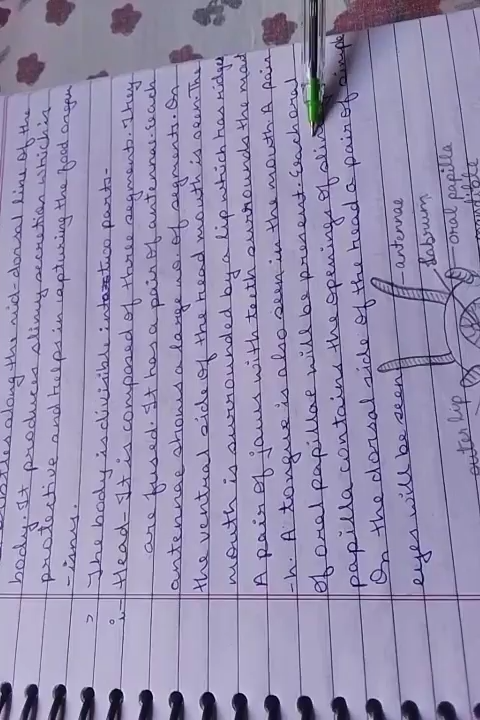 bristles along the mid-dorsal line of the
body. It produces slimy secretion which is
protective and helps in capturing the food organ
-isms.
> The body is divisible into two parts-
i- Head- It is composed of three segments. They
are fused. It has a pair of antennae. each
antennae shows a large no. of segments. On
the ventral side of the head mouth is seen. The
mouth is surrounded by a lip which has ridges
A pair of jaws with teeth surrounds the mout
-h. A tongue is also seen in the mouth. A pair
of oral papillae will be present. Each oral
papilla contains the openings of
On the dorsal side of the head a pair of simple
eyes will be seen
antennae
labrum
oral papilla
mandible
outer lip